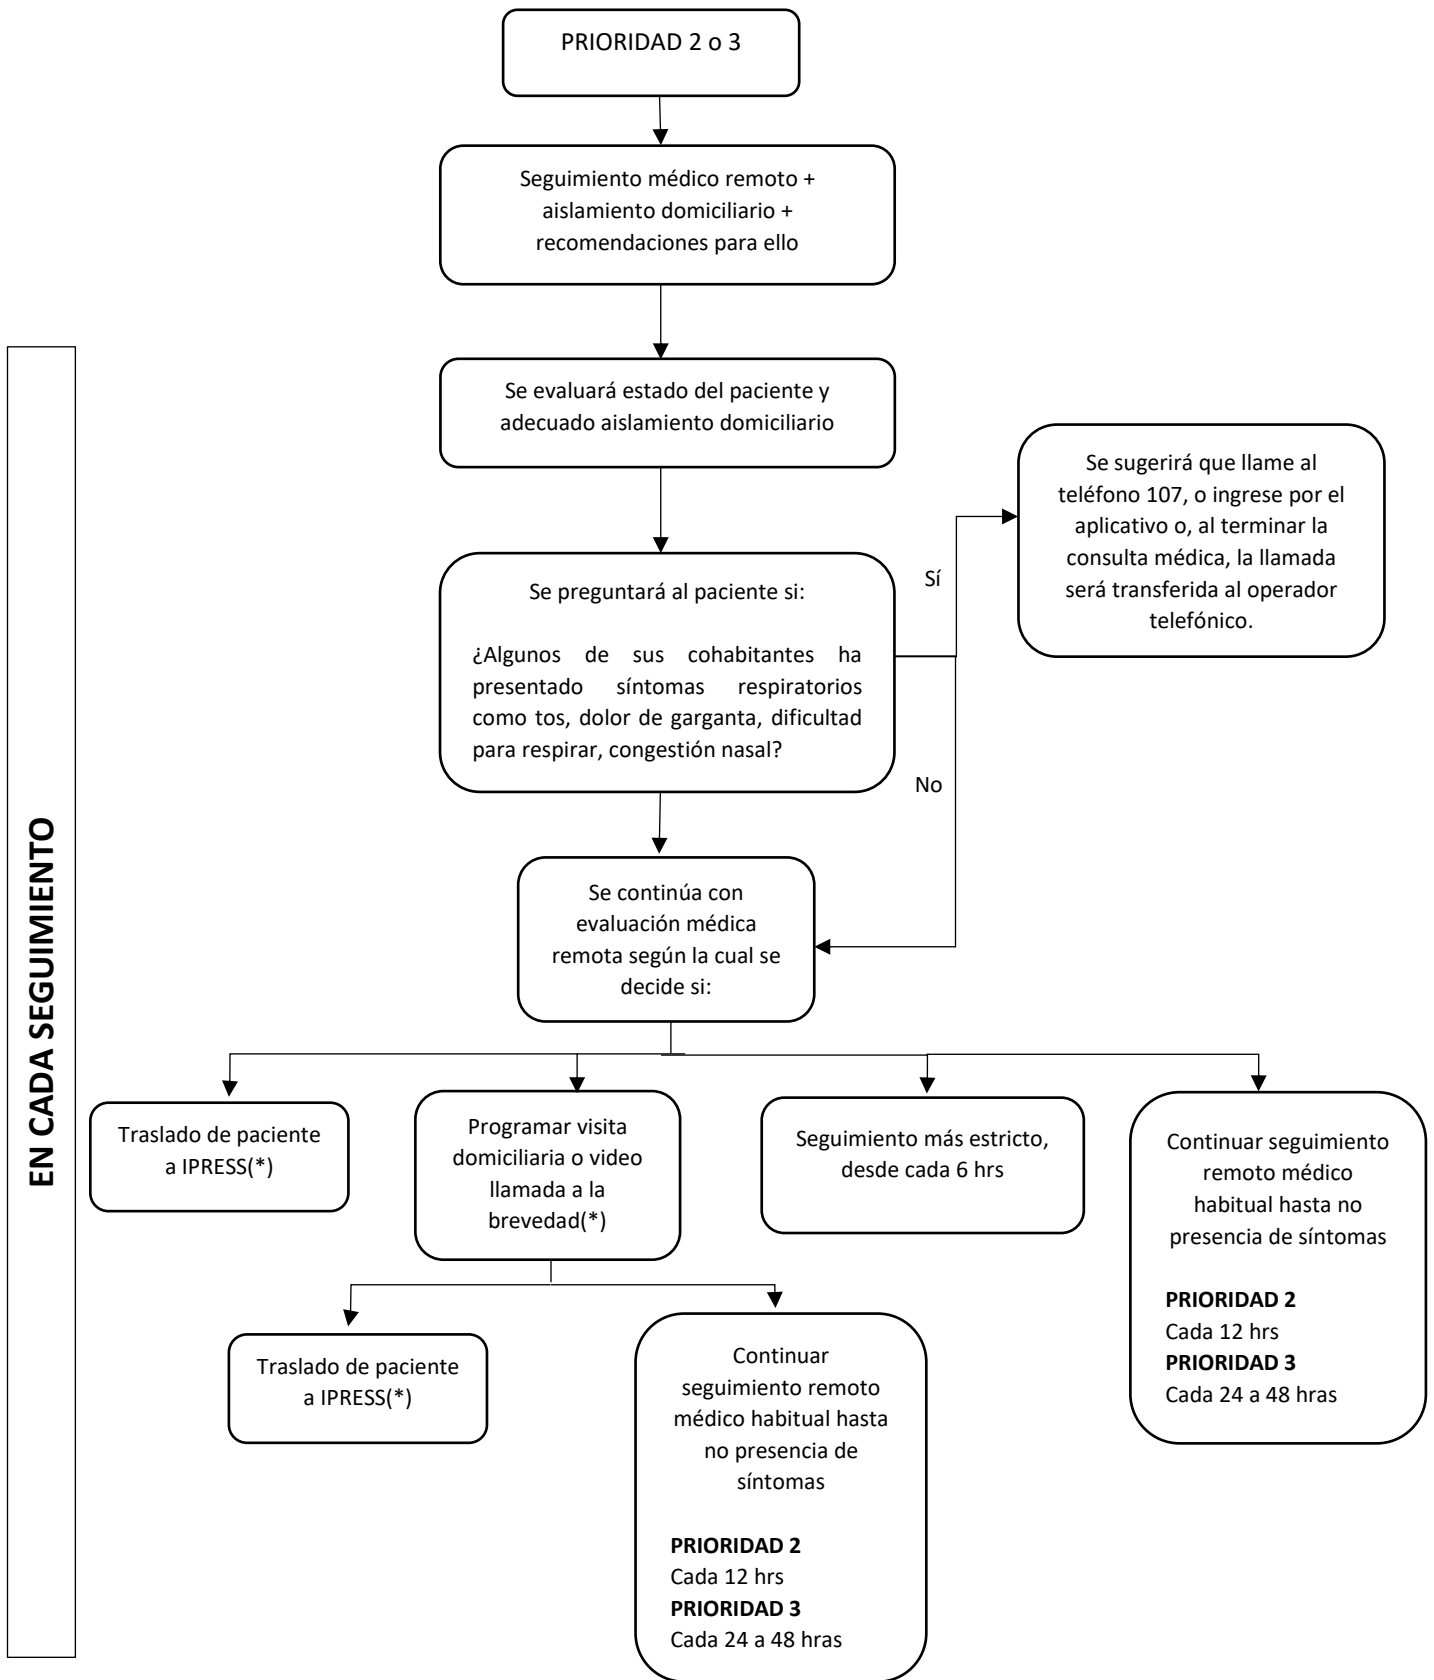 PRIORIDAD 2 o 3
Seguimiento médico remoto +
aislamiento domiciliario +
recomendaciones para ello
Se evaluará estado del paciente y
adecuado aislamiento domiciliario
Se sugerirá que llame al
teléfono 107, o ingrese por el
aplicativo o, al terminar la
consulta médica, la llamada
será transferida al operador
telefónico.
Sí
Se preguntará al paciente si:
¿Algunos de sus cohabitantes ha
presentado síntomas respiratorios
como tos, dolor de garganta, dificultad
para respirar, congestión nasal?
No
Se continúa con
evaluación médica
remota según la cual se
decide si:
EN CADA SEGUIMIENTO
Traslado de paciente
a IPRESS(*)
Programar visita
domiciliaria o video
llamada a la
brevedad(*)
Seguimiento más estricto,
desde cada 6 hrs
Continuar seguimiento
remoto médico
habitual hasta no
presencia de síntomas
PRIORIDAD 2
Cada 12 hrs
PRIORIDAD 3
Cada 24 a 48 hras
Traslado de paciente
a IPRESS(*)
Continuar
seguimiento remoto
médico habitual hasta
no presencia de
síntomas
PRIORIDAD 2
Cada 12 hrs
PRIORIDAD 3
Cada 24 a 48 hras